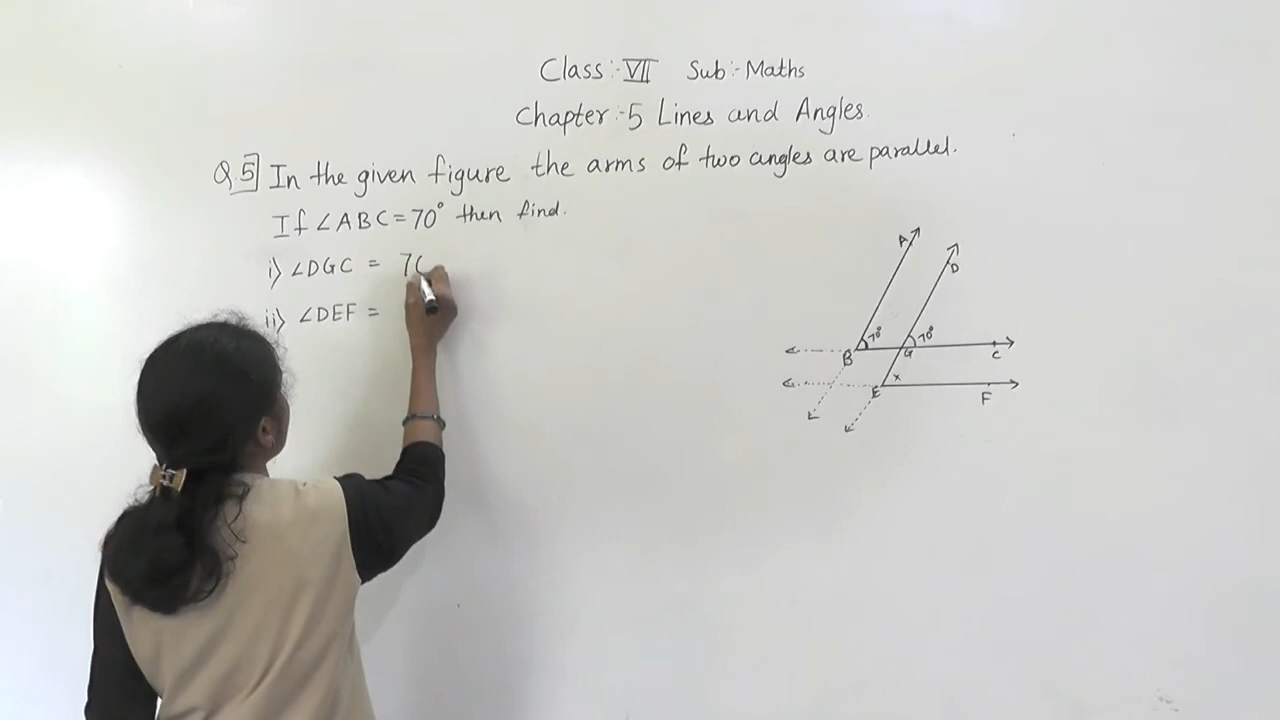 Class:- VII Sub:- Maths
Chapter:-5 Lines and Angles.
Q.5] In the given figure the arms of two angles are parallel.
If ∠ABC = 70° then find.
i) ∠DGC = 70
ii) ∠DEF =
A
D
70° 70°
B G C
x
E F